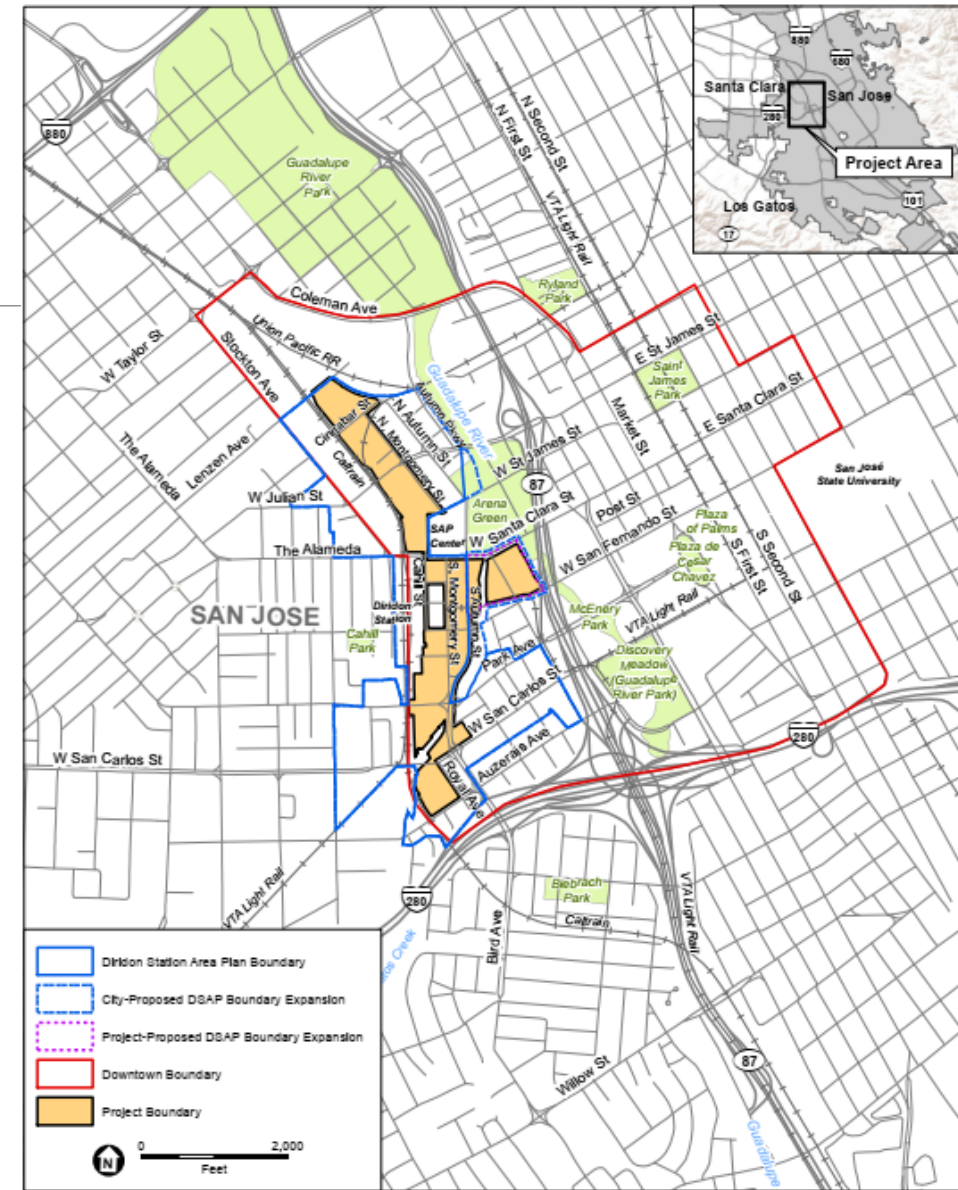 880
680
Santa Clara
San Jose
280
Project Area
Los Gatos
101
17
880
N Second St
N First St
Guadalupe
River
Park
VTA Light Rail
Ryland
Park
Coleman Ave
Union Pacific RR
W Taylor St
Stockton Ave
E St James St
Saint
James
Park
Guadalupe River
Autumn Pkwy
Cinnabar St
N Autumn St
N. Montgomery St
Market St
E Santa Clara St
The Alameda
Lenzen Ave
Caltrain
W St James St
San José
State University
W Julian St
87
Arena
Green
Post St
SAP
Center
W Santa Clara St
Plaza
of Palms
W San Fernando St
Plaza de
Cesar
Chavez
S Second St
S First St
The Alameda
Cahill St
S. Montgomery St
S Autumn St
SAN JOSE
Diridon
Station
McEnery
Park
VTA Light Rail
Cahill
Park
Park Ave
Discovery
Meadow
(Guadalupe
River Park)
W San Carlos St
W San Carlos St
280
Auzerais Ave
Royal Ave
VTA Light Rail
280
Biebrach
Park
Caltrain
Bird Ave
VTA Light Rail
os Creek
Willow St
87
Guadalupe
Diridon Station Area Plan Boundary
City-Proposed DSAP Boundary Expansion
Project-Proposed DSAP Boundary Expansion
Downtown Boundary
Project Boundary
N
0 2,000
Feet